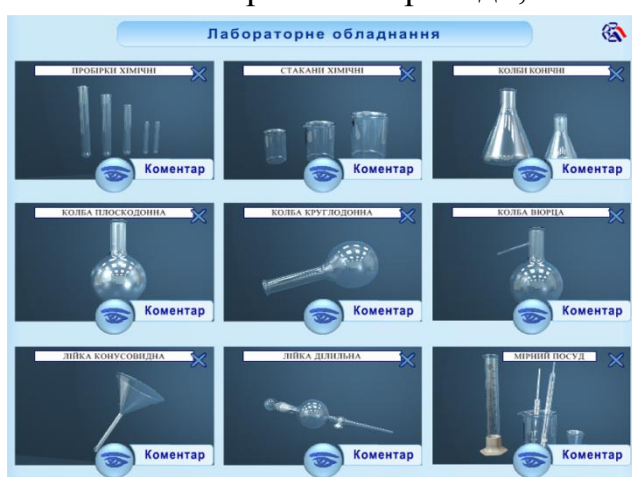 Лабораторне обладнання
ПРОБІРКИ ХІМІЧНІ
СТАКАНИ ХІМІЧНІ
КОЛБИ КОНІЧНІ
Коментар
Коментар
Коментар
КОЛБА ПЛОСКОДОННА
КОЛБА КРУГЛОДОННА
КОЛБА ВЮРЦА
Коментар
Коментар
Коментар
ЛІЙКА КОНУСОВИДНА
ЛІЙКА ДІЛИЛЬНА
МІРНИЙ ПОСУД
Коментар
Коментар
Коментар